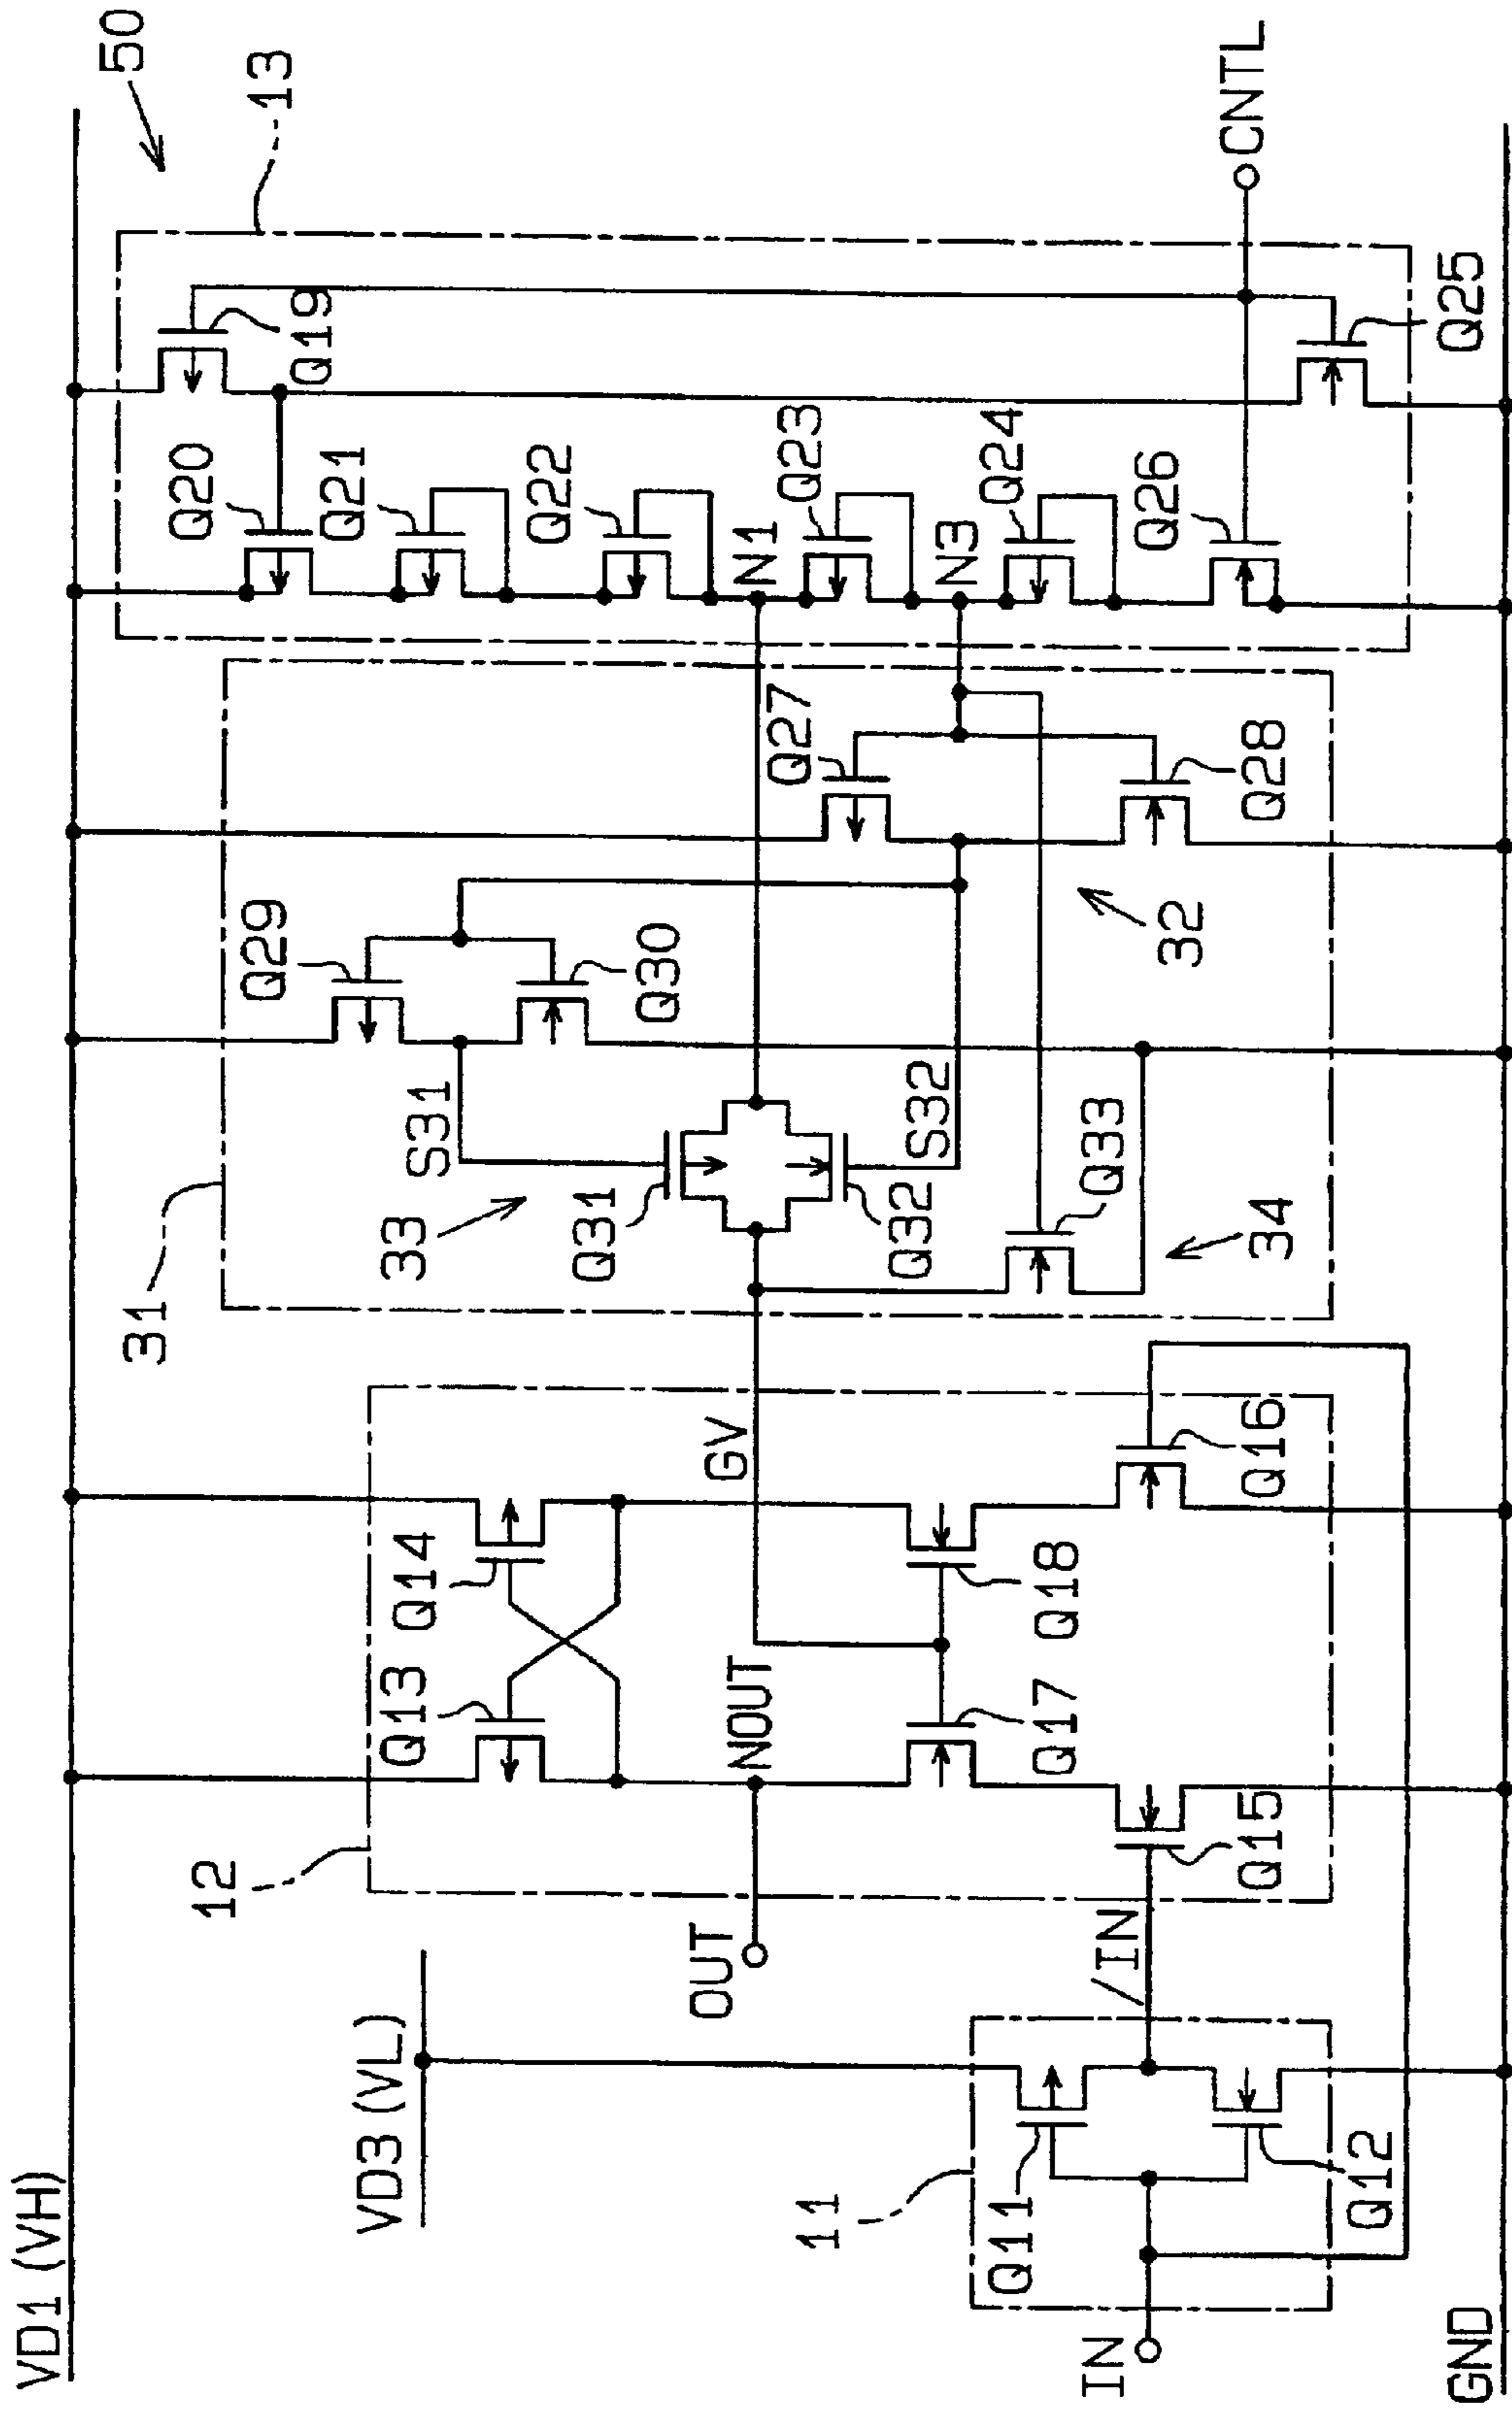 50
VD1 (VH)
13
Q19
Q20
Q21
Q22
N1
Q23
N3
Q24
Q26
CNTL
Q25
31
Q29
Q30
S31
33
Q31
Q32
S32
Q27
Q28
32
Q33
34
12
Q14
Q13
GV
NOUT
Q18
Q17
Q16
Q15
OUT
VD3 (VL)
/IN
11
Q11
Q12
IN
GND